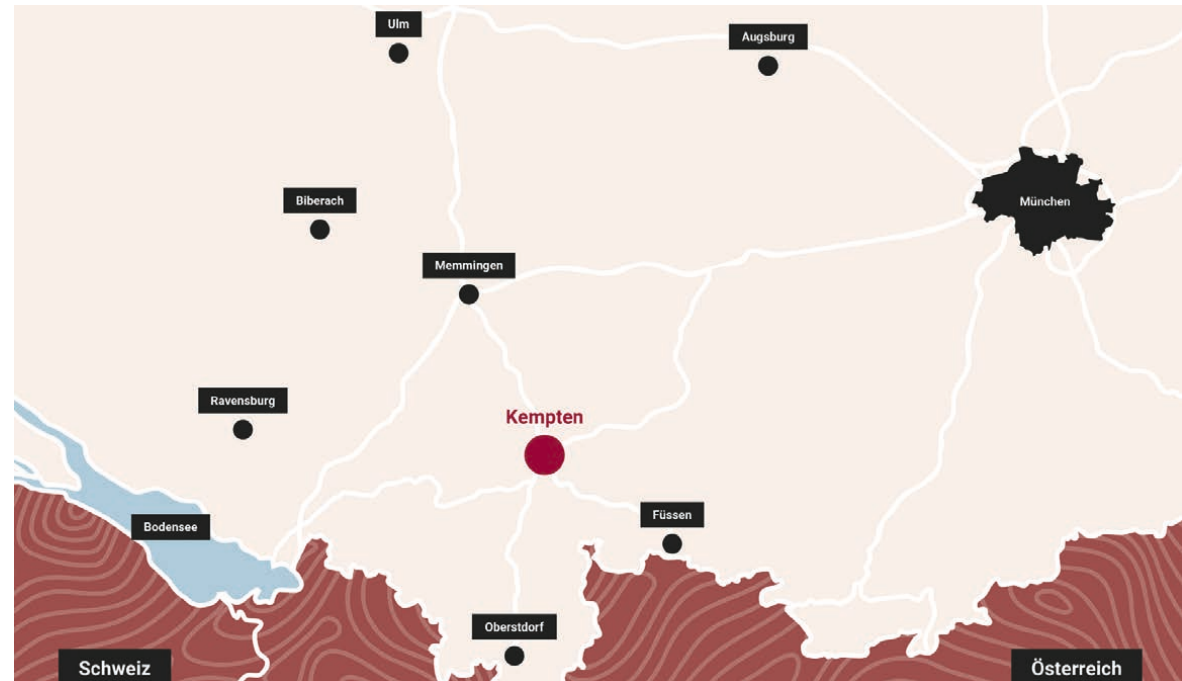 Ulm
Augsburg
Biberach
München
Memmingen
Ravensburg
Kempten
Bodensee
Füssen
Oberstdorf
Schweiz
Österreich